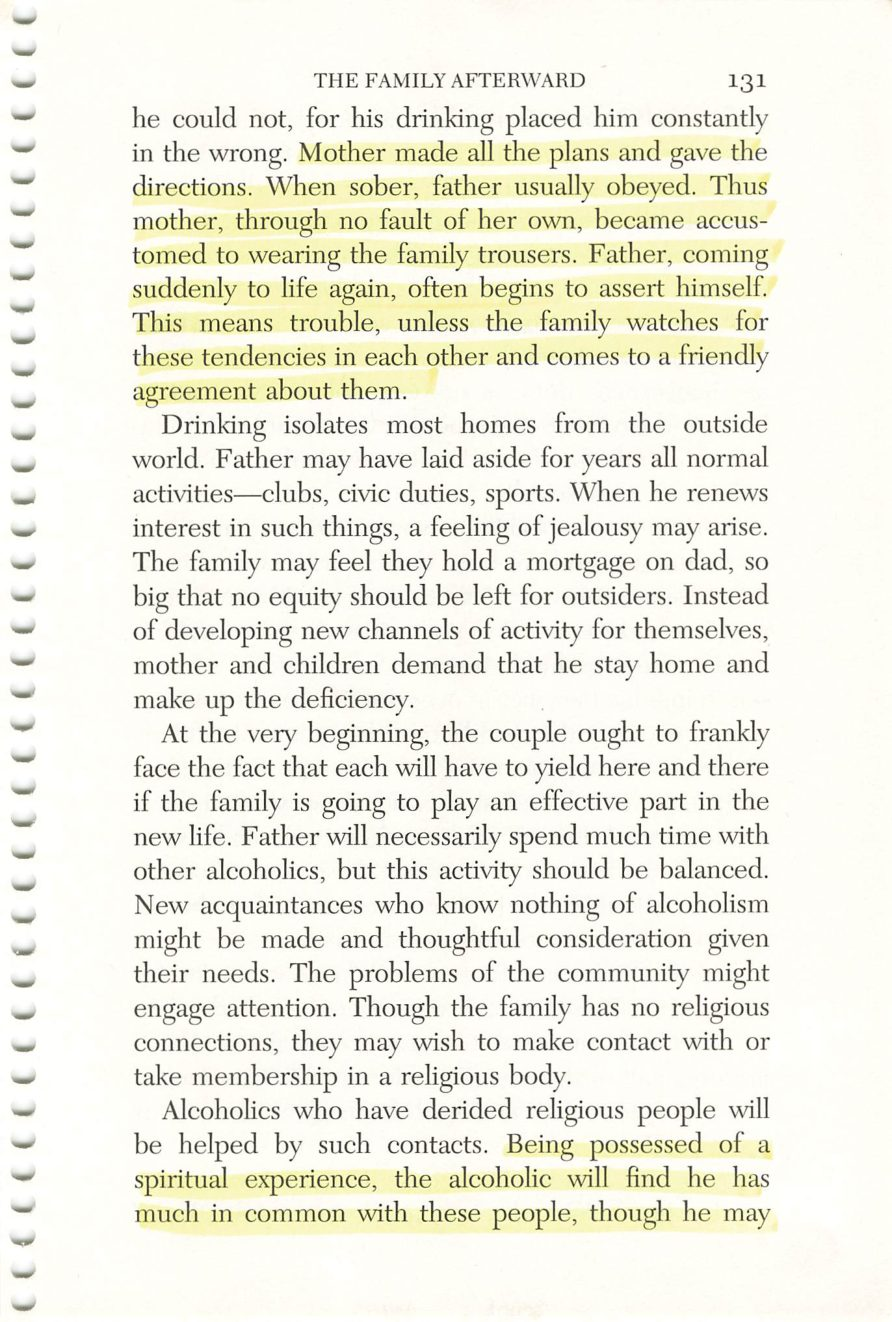 THE FAMILY AFTERWARD 131
he could not, for his drinking placed him constantly
in the wrong. Mother made all the plans and gave the
directions. When sober, father usually obeyed. Thus
mother, through no fault of her own, became accus-
tomed to wearing the family trousers. Father, coming
suddenly to life again, often begins to assert himself.
This means trouble, unless the family watches for
these tendencies in each other and comes to a friendly
agreement about them.
Drinking isolates most homes from the outside
world. Father may have laid aside for years all normal
activities—clubs, civic duties, sports. When he renews
interest in such things, a feeling of jealousy may arise.
The family may feel they hold a mortgage on dad, so
big that no equity should be left for outsiders. Instead
of developing new channels of activity for themselves,
mother and children demand that he stay home and
make up the deficiency.
At the very beginning, the couple ought to frankly
face the fact that each will have to yield here and there
if the family is going to play an effective part in the
new life. Father will necessarily spend much time with
other alcoholics, but this activity should be balanced.
New acquaintances who know nothing of alcoholism
might be made and thoughtful consideration given
their needs. The problems of the community might
engage attention. Though the family has no religious
connections, they may wish to make contact with or
take membership in a religious body.
Alcoholics who have derided religious people will
be helped by such contacts. Being possessed of a
spiritual experience, the alcoholic will find he has
much in common with these people, though he may